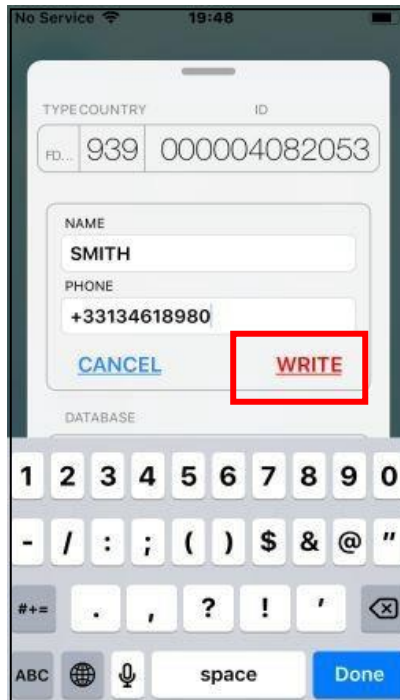 No Service 19:48
TYPE COUNTRY ID
FD... 939 000004082053
NAME
SMITH
PHONE
+33134618980
CANCEL WRITE
DATABASE
1 2 3 4 5 6 7 8 9 0
- / : ; ( ) $ & @ "
#+= . , ? ! '
ABC space Done